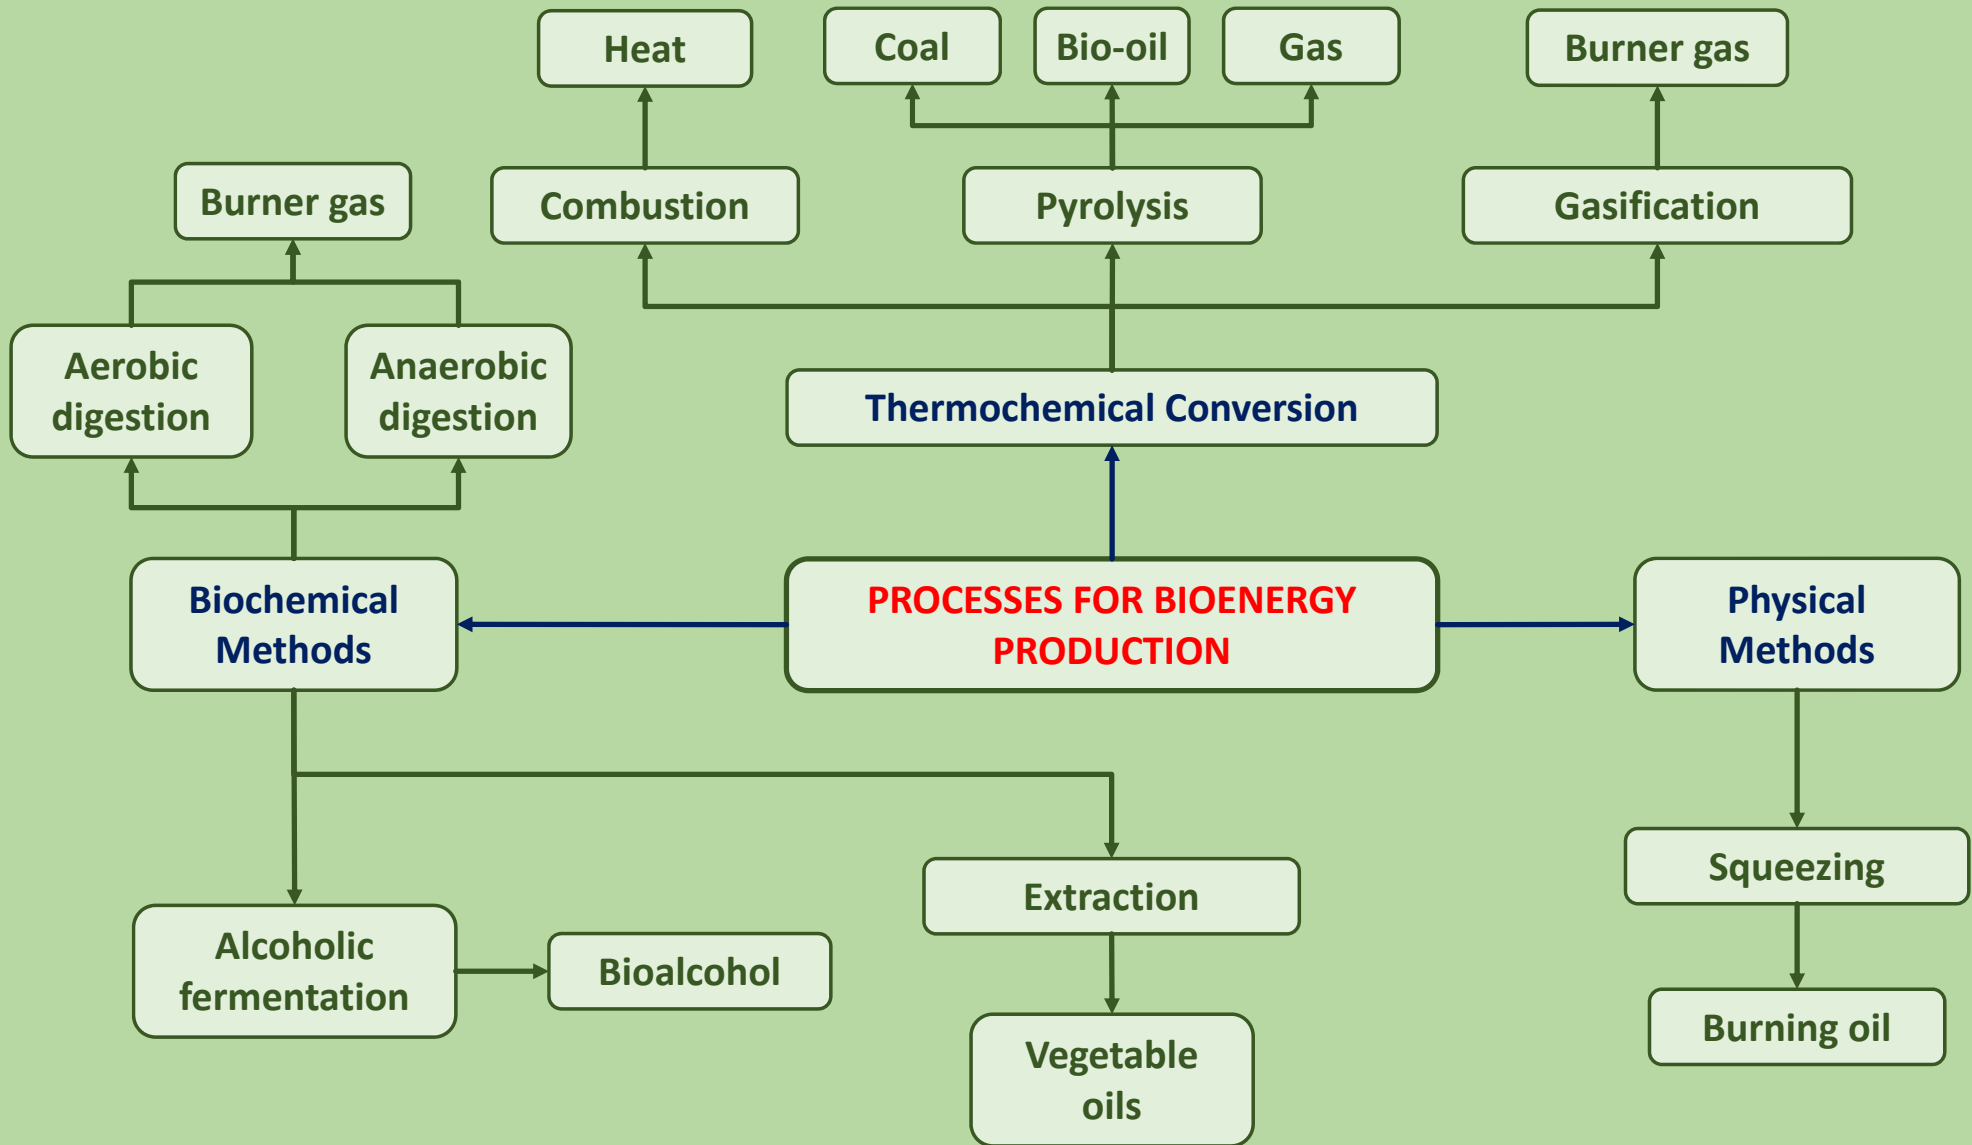 Heat
Coal
Bio-oil
Gas
Burner gas
Burner gas
Combustion
Pyrolysis
Gasification
Aerobic
digestion
Anaerobic
digestion
Thermochemical Conversion
Biochemical
Methods
PROCESSES FOR BIOENERGY
PRODUCTION
Physical
Methods
Squeezing
Extraction
Alcoholic
fermentation
Bioalcohol
Burning oil
Vegetable
oils